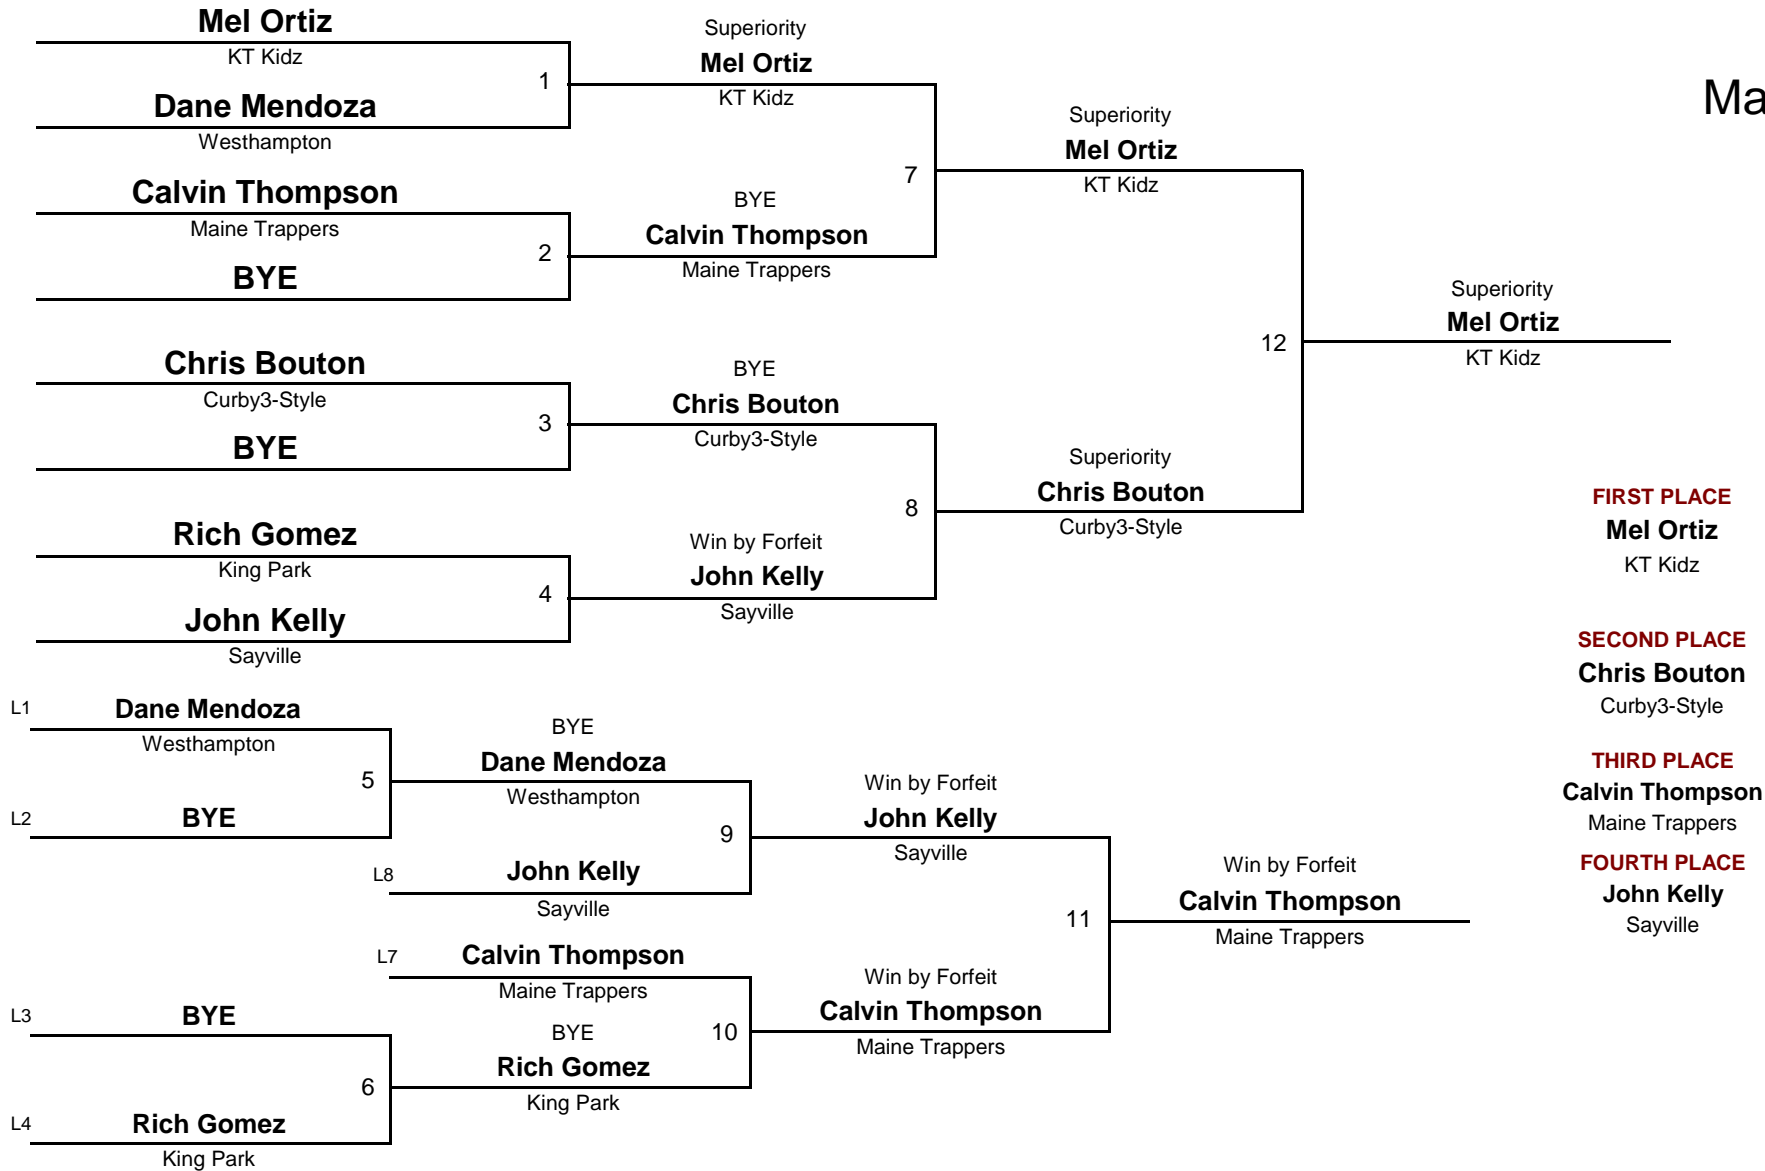 Mel Ortiz
KT Kidz
1
Dane Mendoza
Westhampton
Calvin Thompson
Maine Trappers
2
BYE
Chris Bouton
Curby3-Style
3
BYE
Rich Gomez
King Park
4
John Kelly
Sayville
Superiority
Mel Ortiz
KT Kidz
7
BYE
Calvin Thompson
Maine Trappers
BYE
Chris Bouton
Curby3-Style
8
Win by Forfeit
John Kelly
Sayville
Superiority
Mel Ortiz
KT Kidz
12
Superiority
Chris Bouton
Curby3-Style
Superiority
Mel Ortiz
KT Kidz
Ma
FIRST PLACE
Mel Ortiz
KT Kidz
SECOND PLACE
Chris Bouton
Curby3-Style
THIRD PLACE
Calvin Thompson
Maine Trappers
FOURTH PLACE
John Kelly
Sayville
L1
Dane Mendoza
Westhampton
5
L2
BYE
L3
BYE
6
L4
Rich Gomez
King Park
BYE
Dane Mendoza
Westhampton
9
L8
John Kelly
Sayville
L7
Calvin Thompson
Maine Trappers
10
BYE
Rich Gomez
King Park
Win by Forfeit
John Kelly
Sayville
11
Win by Forfeit
Calvin Thompson
Maine Trappers
Win by Forfeit
Calvin Thompson
Maine Trappers